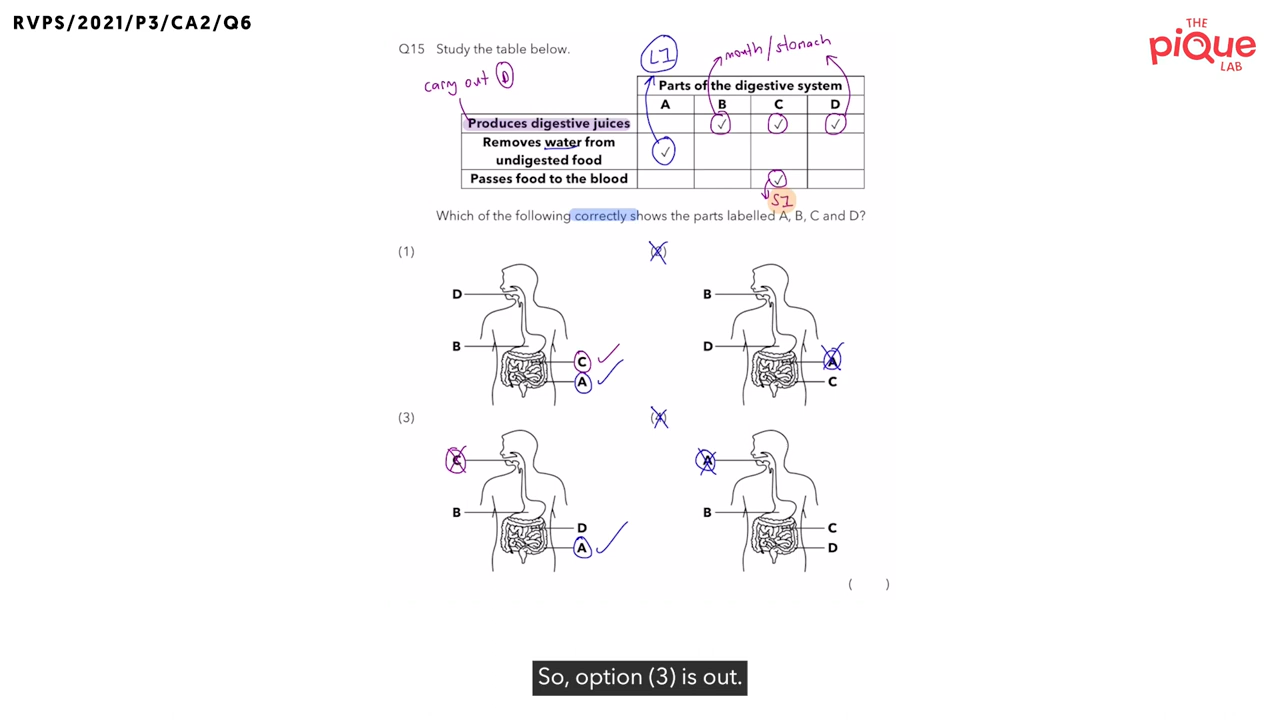 RVPS/2021/P3/CA2/Q6
THE
pïque
LAB
Q15 Study the table below.
LI
mouth/stomach
carry out D
Parts of the digestive system
A B C D
Produces digestive juices ✓ ✓ ✓
Removes water from
undigested food ✓
Passes food to the blood ✓
SI
Which of the following correctly shows the parts labelled A, B, C and D?
(1)
D
B
C
A
B
D
A
C
(3)
C
B
D
A
A
B
C
D
( )
So, option (3) is out.